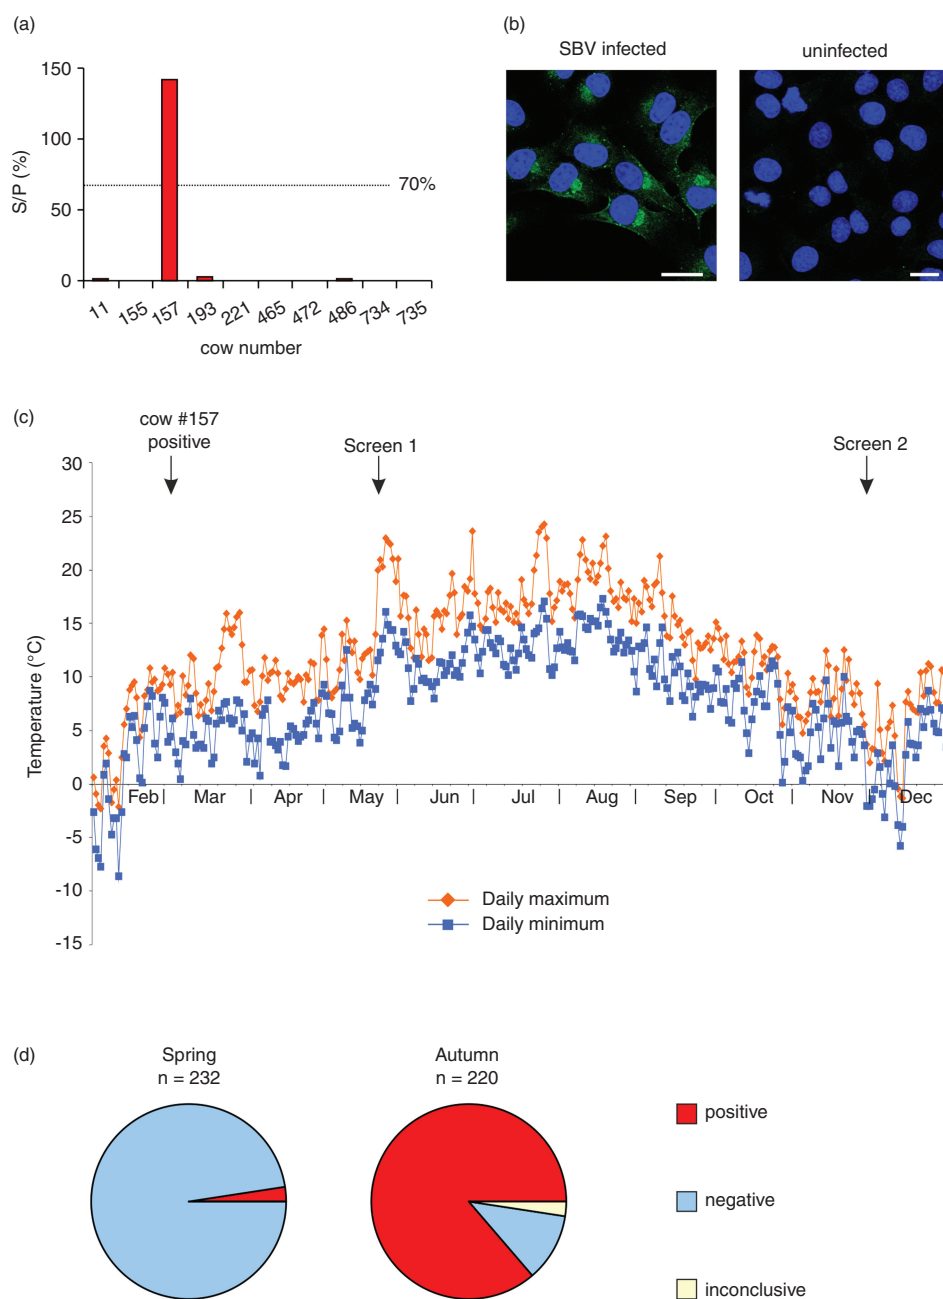 (a)
150
100
50
0
S/P (%)
70%
11
155
157
193
221
465
472
486
734
735
cow number
(b)
SBV infected
uninfected
(c)
cow #157
positive
Screen 1
Screen 2
30
25
20
15
10
5
0
-5
-10
-15
Temperature (°C)
Feb | Mar | Apr | May | Jun | Jul | Aug | Sep | Oct | Nov | Dec
Daily maximum
Daily minimum
(d)
Spring
n = 232
Autumn
n = 220
positive
negative
inconclusive